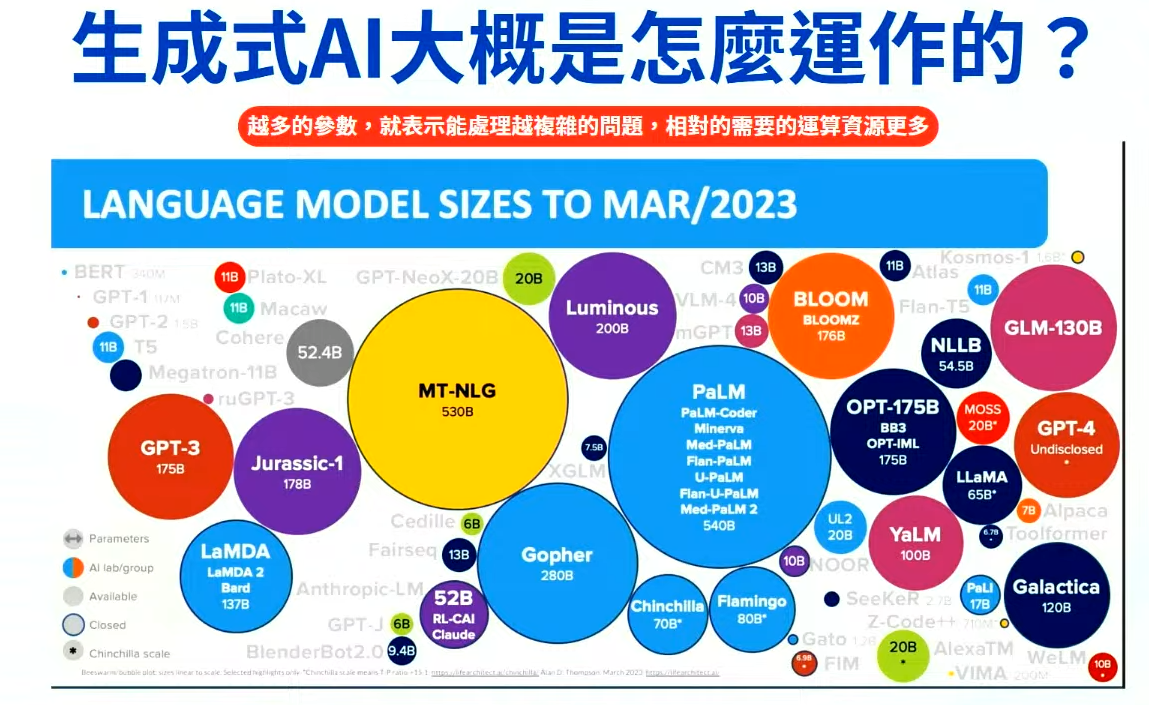 生成式AI大概是怎麼運作的？
越多的參數，就表示能處理越複雜的問題，相對的需要的運算資源更多
LANGUAGE MODEL SIZES TO MAR/2023
BERT 340M
GPT-1 117M
GPT-2 1.5B
11B T5
Megatron-11B
11B Plato-XL
11B Macaw
Cohere 52.4B
ruGPT-3
GPT-NeoX-20B 20B
Luminous
200B
MT-NLG
530B
GPT-3
175B
Jurassic-1
178B
CM3 13B
VLM-4 10B
mGPT 13B
BLOOM
BLOOMZ
176B
11B Atlas
Kosmos-1 1.6B*
Flan-T5 11B
GLM-130B
NLLB
54.5B
PaLM
PaLM-Coder
Minerva
Med-PaLM
Flan-PaLM
U-PaLM
Flan-U-PaLM
Med-PaLM 2
540B
7.5B
XGLM
OPT-175B
BB3
OPT-IML
175B
MOSS
20B*
GPT-4
Undisclosed
*
LLaMA
65B*
7B Alpaca
6.7B
*
Toolformer
UL2
20B
YaLM
100B
LaMDA
LaMDA 2
Bard
137B
Cedille 6B
Fairseq 13B
Gopher
280B
Anthropic-LM
52B
RL-CAI
Claude
GPT-J 6B
BlenderBot2.0 9.4B
Chinchilla
70B*
Flamingo
80B*
10B NOOR
SeeKeR 2.7B
PaLI
17B
Galactica
120B
Z-Code++ 710M*
Gato 1.2B
6.9B
*
FIM
20B
*
AlexaTM
VIMA 200M
WeLM
10B
*
Parameters
AI lab/group
Available
Closed
* Chinchilla scale
Beeswarm/bubble plot, sizes linear to scale. Selected highlights only. *Chinchilla scale means T:P ratio >15:1. https://lifearchitect.ai/chinchilla/ Alan D. Thompson. March 2023. https://lifearchitect.ai/